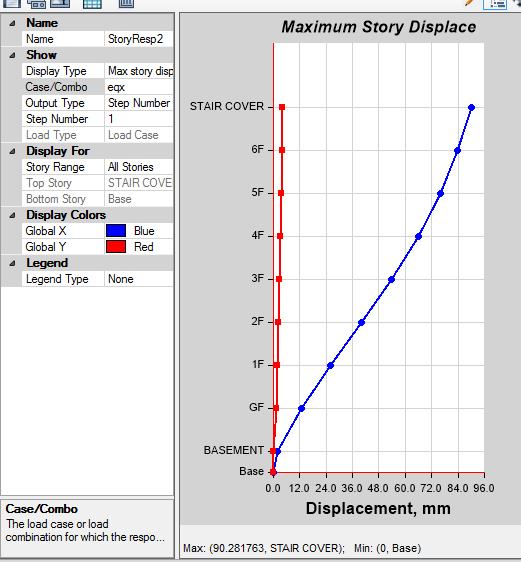 Name
Name StoryResp2
Show
Display Type Max story disp
Case/Combo eqx
Output Type Step Number
Step Number 1
Load Type Load Case
Display For
Story Range All Stories
Top Story STAIR COVE
Bottom Story Base
Display Colors
Global X Blue
Global Y Red
Legend
Legend Type None
Case/Combo
The load case or load
combination for which the respo...
Maximum Story Displace
STAIR COVER
6F
5F
4F
3F
2F
1F
GF
BASEMENT
Base
0.0 12.0 24.0 36.0 48.0 60.0 72.0 84.0 96.0
Displacement, mm
Max: (90.281763, STAIR COVER); Min: (0, Base)